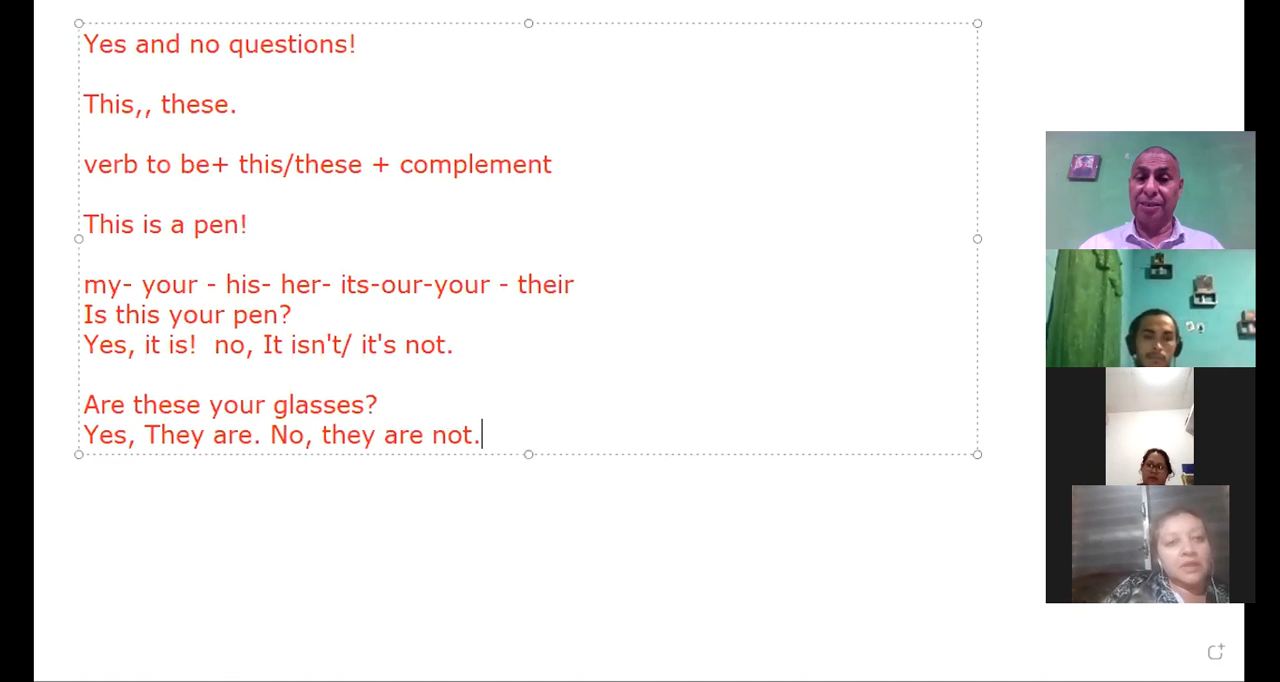 Yes and no questions!
This,, these.
verb to be+ this/these + complement
This is a pen!
my- your - his- her- its-our-your - their
Is this your pen?
Yes, it is!  no, It isn't/ it's not.
Are these your glasses?
Yes, They are. No, they are not.